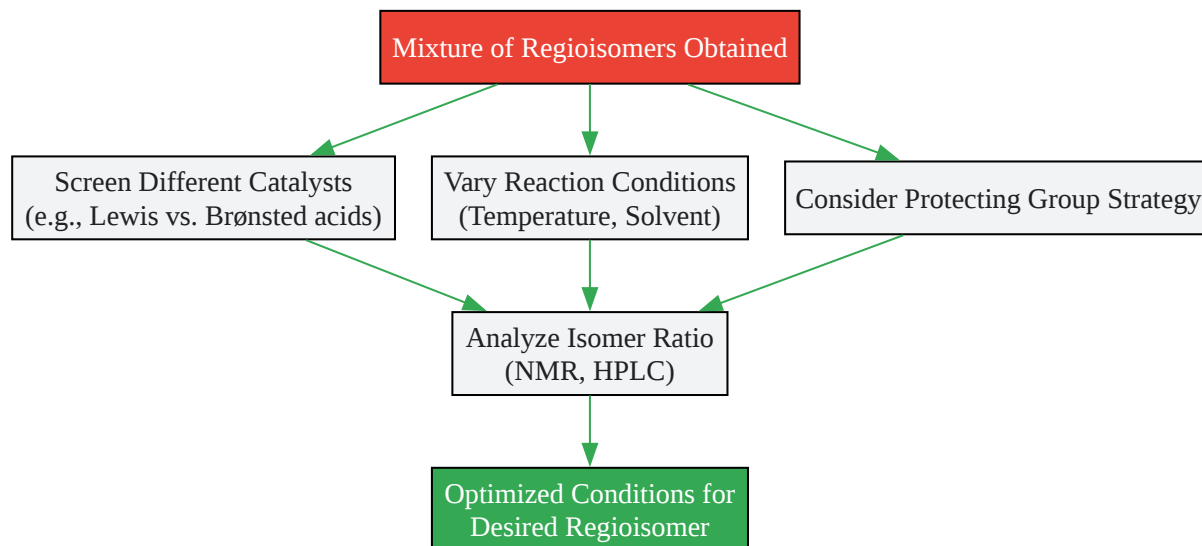 Mixture of Regioisomers Obtained
Screen Different Catalysts
(e.g., Lewis vs. Brønsted acids)
Vary Reaction Conditions
(Temperature, Solvent)
Consider Protecting Group Strategy
Analyze Isomer Ratio
(NMR, HPLC)
Optimized Conditions for
Desired Regioisomer